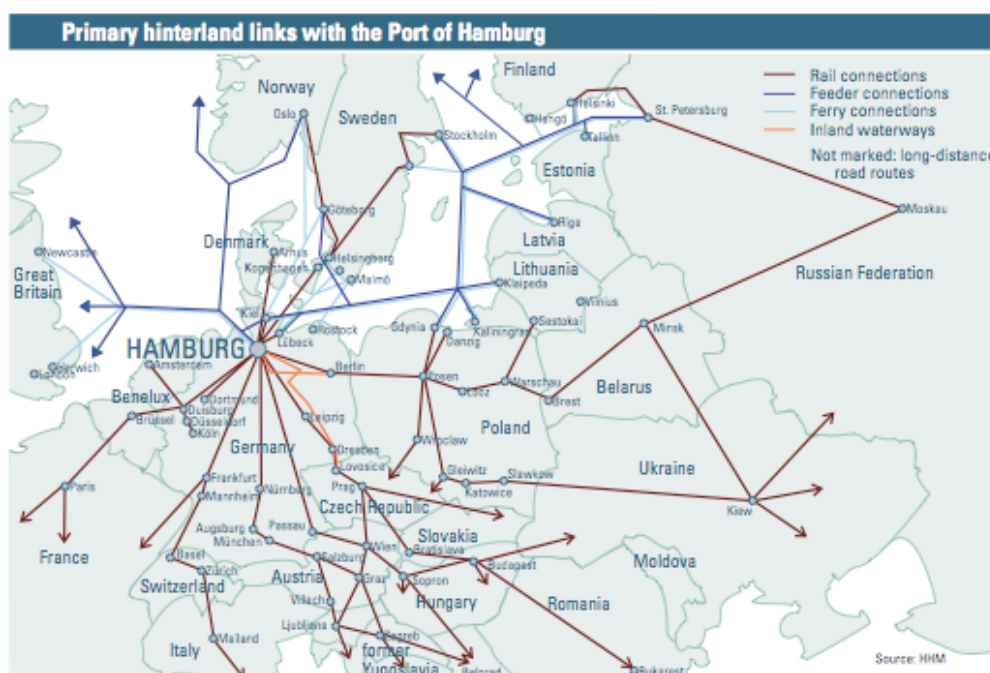 Primary hinterland links with the Port of Hamburg
Finland
Norway
Rail connections
Feeder connections
Ferry connections
Inland waterways
Not marked: long-distance
road routes
Oslo
Sweden
Helsinki
St. Petersburg
Hangö
Stockholm
Tallinn
Estonia
Göteborg
Riga
Moskau
Latvia
Denmark
Arhus
Newcastle
Kopenhagen
Helsingborg
Malmö
Lithuania
Klaipeda
Russian Federation
Great
Britain
Vilnius
Kiel
Rostock
Gdynia
Danzig
Kaliningrad
Sestokai
Minsk
Lübeck
HAMBURG
Harwich
London
Amsterdam
Berlin
Posen
Lodz
Warschau
Brest
Belarus
Benelux
Dortmund
Duisburg
Düsseldorf
Köln
Brüssel
Leipzig
Poland
Germany
Dresden
Wroclaw
Lovosice
Gleiwitz
Slawkow
Katowice
Ukraine
Paris
Frankfurt
Mannheim
Nürnberg
Prag
Czech Republic
Kiew
France
Augsburg
München
Passau
Slovakia
Bratislava
Wien
Basel
Zürich
Salzburg
Budapest
Moldova
Switzerland
Austria
Graz
Sopron
Hungary
Romania
Villach
Ljubljana
Zagreb
Italy
Mailand
former
Yugoslavia
Belgrad
Bukarest
Source: HHM